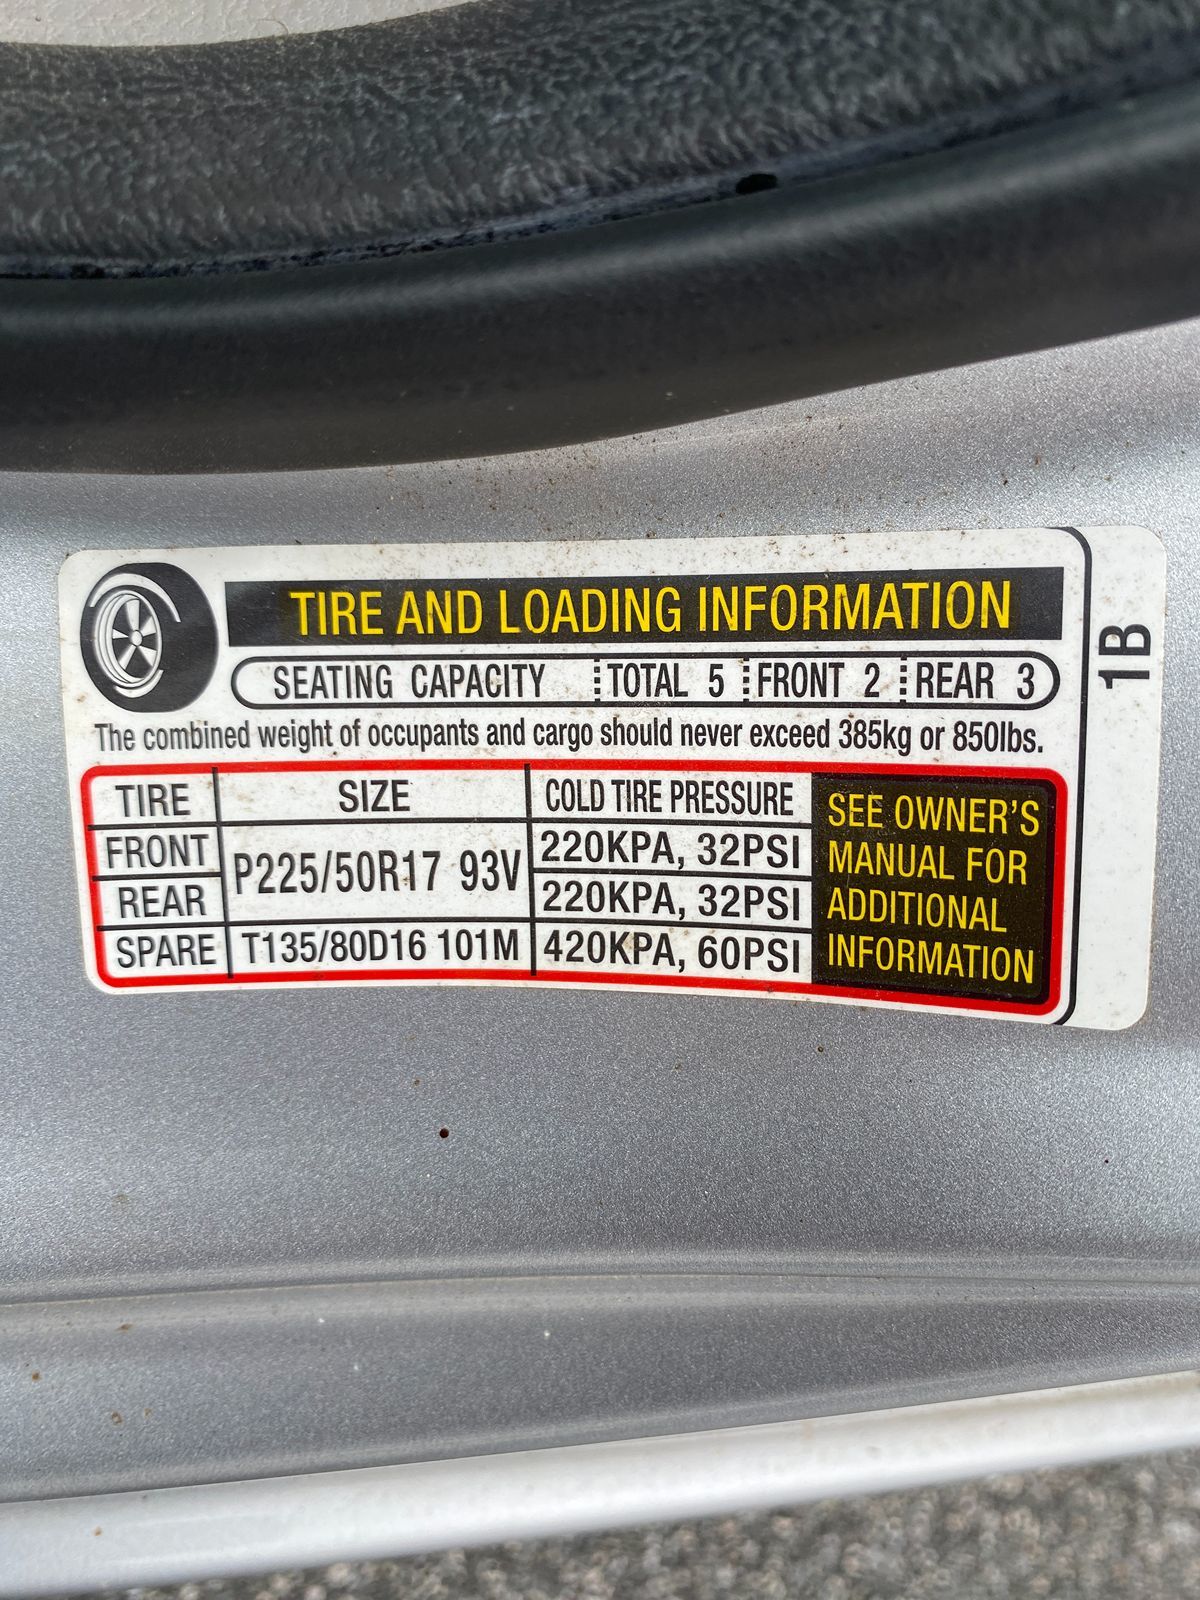 TIRE AND LOADING INFORMATION
SEATING CAPACITY TOTAL 5 FRONT 2 REAR 3
The combined weight of occupants and cargo should never exceed 385kg or 850lbs.
TIRE SIZE COLD TIRE PRESSURE
FRONT P225/50R17 93V 220KPA, 32PSI
REAR 220KPA, 32PSI
SPARE T135/80D16 101M 420KPA, 60PSI
SEE OWNER'S
MANUAL FOR
ADDITIONAL
INFORMATION
1B